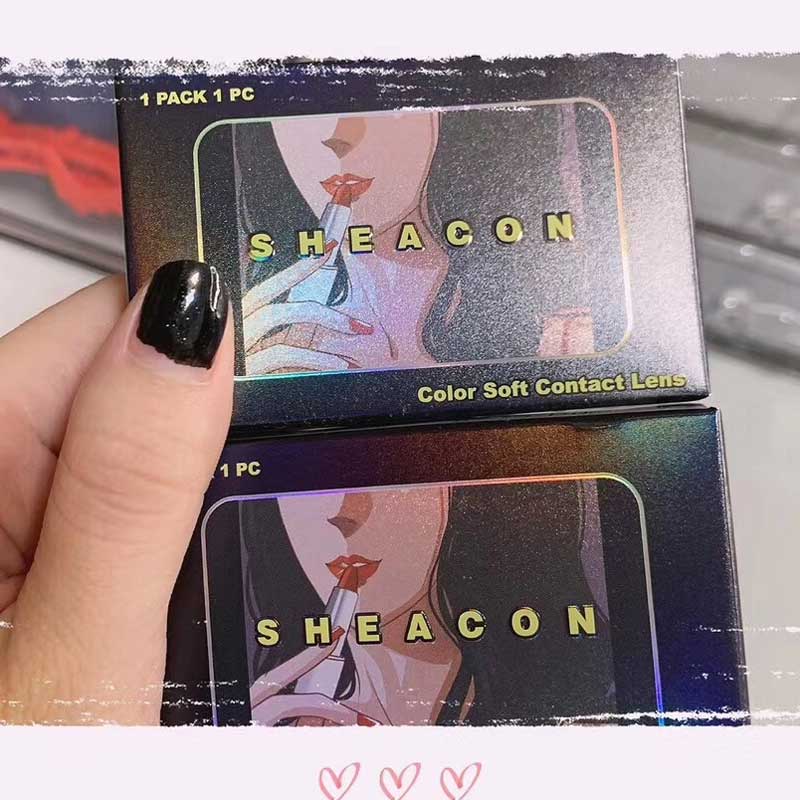 1 PACK 1 PC
SHEACON
Color Soft Contact Lens
1 PC
SHEACON